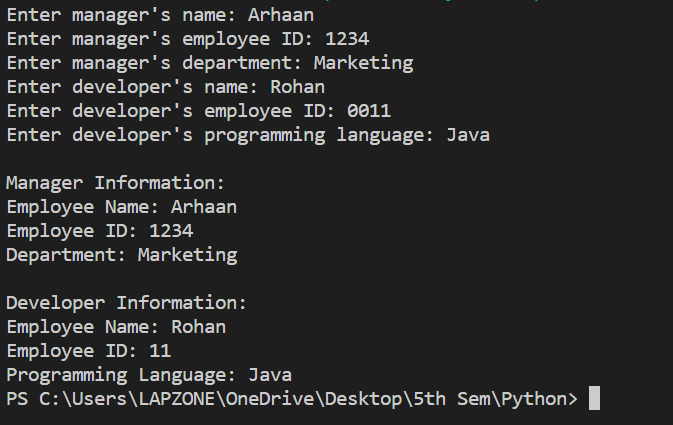 Enter manager's name: Arhaan
Enter manager's employee ID: 1234
Enter manager's department: Marketing
Enter developer's name: Rohan
Enter developer's employee ID: 0011
Enter developer's programming language: Java

Manager Information:
Employee Name: Arhaan
Employee ID: 1234
Department: Marketing

Developer Information:
Employee Name: Rohan
Employee ID: 11
Programming Language: Java
PS C:\Users\LAPZONE\OneDrive\Desktop\5th Sem\Python>